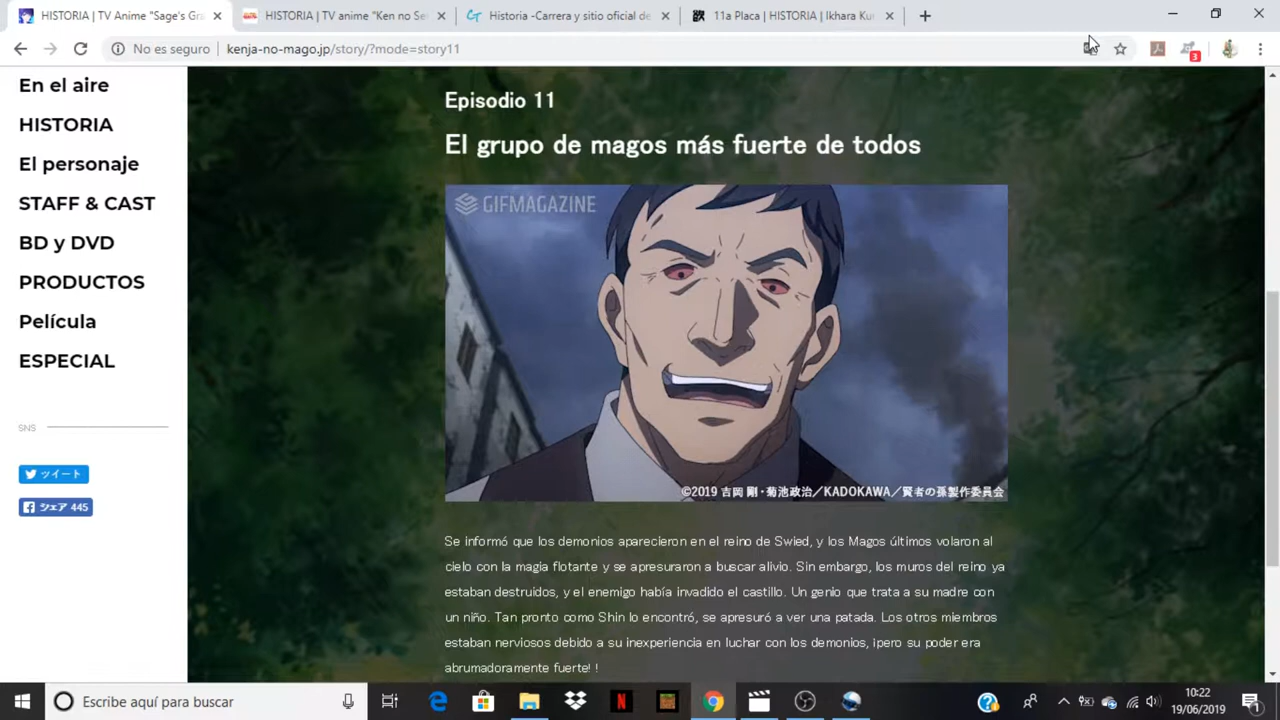 HISTORIA | TV Anime "Sage's Gra
HISTORIA | TV anime "Ken no Se
Historia -Carrera y sitio oficial de
11a Placa | HISTORIA | Ikhara Ku
No es seguro
kenja-no-mago.jp/story/?mode=story11
3
En el aire
HISTORIA
El personaje
STAFF & CAST
BD y DVD
PRODUCTOS
Película
ESPECIAL
SNS
ツイート
シェア 445
Episodio 11
El grupo de magos más fuerte de todos
GIFMAGAZINE
©2019 吉岡 剛・菊池政治／KADOKAWA／賢者の孫製作委員会
Se informó que los demonios aparecieron en el reino de Swied, y los Magos últimos volaron al
cielo con la magia flotante y se apresuraron a buscar alivio. Sin embargo, los muros del reino ya
estaban destruidos, y el enemigo había invadido el castillo. Un genio que trata a su madre con
un niño. Tan pronto como Shin lo encontró, se apresuró a ver una patada. Los otros miembros
estaban nerviosos debido a su inexperiencia en luchar con los demonios, ¡pero su poder era
abrumadoramente fuerte! !
Escribe aquí para buscar
10:22
19/06/2019
1